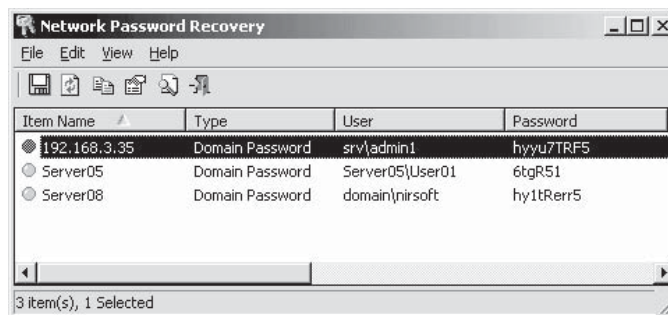 Network Password Recovery
File Edit View Help
Item Name Type User Password
192.168.3.35 Domain Password srv\admin1 hyyu7TRF5
Server05 Domain Password Server05\User01 6tgR51
Server08 Domain Password domain\nirsoft hy1tRerr5
3 item(s), 1 Selected